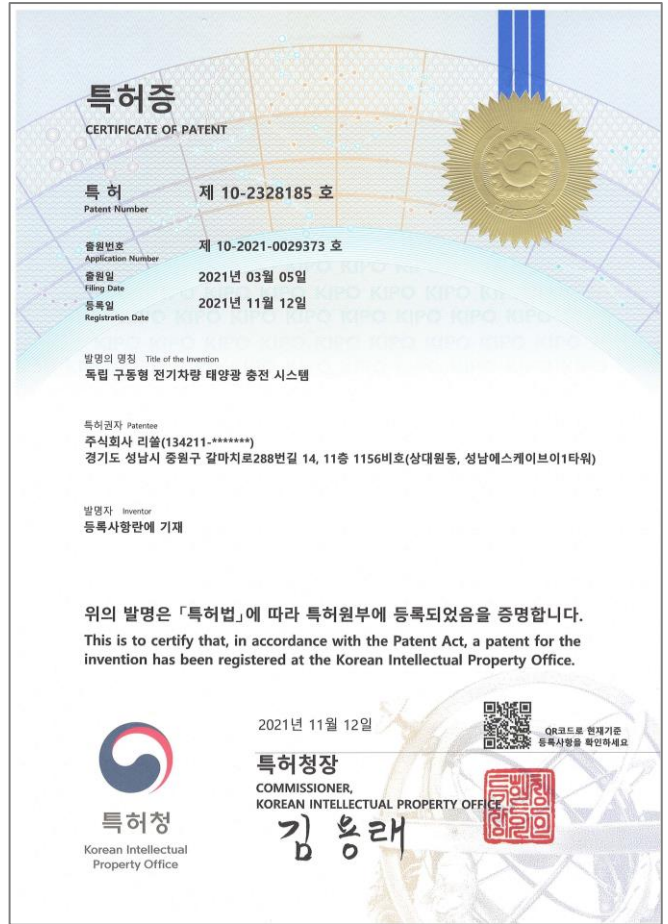 특허증
CERTIFICATE OF PATENT
특 허 제 10-2328185 호
Patent Number
출원번호 제 10-2021-0029373 호
Application Number
출원일 2021년 03월 05일
Filing Date
등록일 2021년 11월 12일
Registration Date
발명의 명칭 Title of the Invention
독립 구동형 전기차량 태양광 충전 시스템
특허권자 Patentee
주식회사 리쏠(134211-*******)
경기도 성남시 중원구 갈마치로288번길 14, 11층 1156비호(상대원동, 성남에스케이브이1타워)
발명자 Inventor
등록사항란에 기재
위의 발명은 「특허법」에 따라 특허원부에 등록되었음을 증명합니다.
This is to certify that, in accordance with the Patent Act, a patent for the
invention has been registered at the Korean Intellectual Property Office.
2021년 11월 12일
QR코드로 현재기준
등록사항을 확인하세요
특허청장
COMMISSIONER,
KOREAN INTELLECTUAL PROPERTY OFFICE
김용래
특허청
Korean Intellectual
Property Office